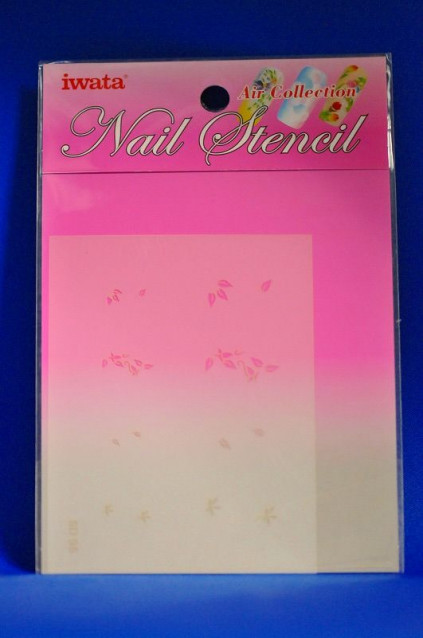 iwata®
Air Collection
Nail Stencil